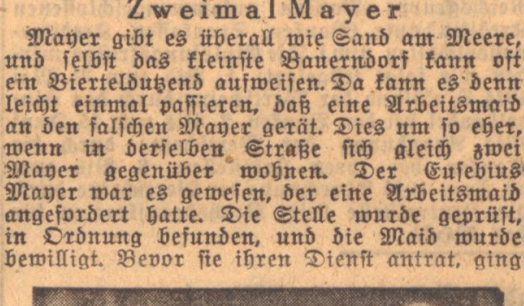 Zweimal Mayer
Mayer gibt es überall wie Sand am Meere,
und selbst das kleinste Bauerndorf kann oft
ein Vierteldutzend aufweisen. Da kann es denn
leicht einmal passieren, daß eine Arbeitsmaid
an den falschen Mayer gerät. Dies um so eher,
wenn in derselben Straße sich gleich zwei
Mayer gegenüber wohnen. Der Eusebius
Mayer war es gewesen, der eine Arbeitsmaid
angefordert hatte. Die Stelle wurde geprüft,
in Ordnung befunden, und die Maid wurde
bewilligt. Bevor sie ihren Dienst antrat, ging